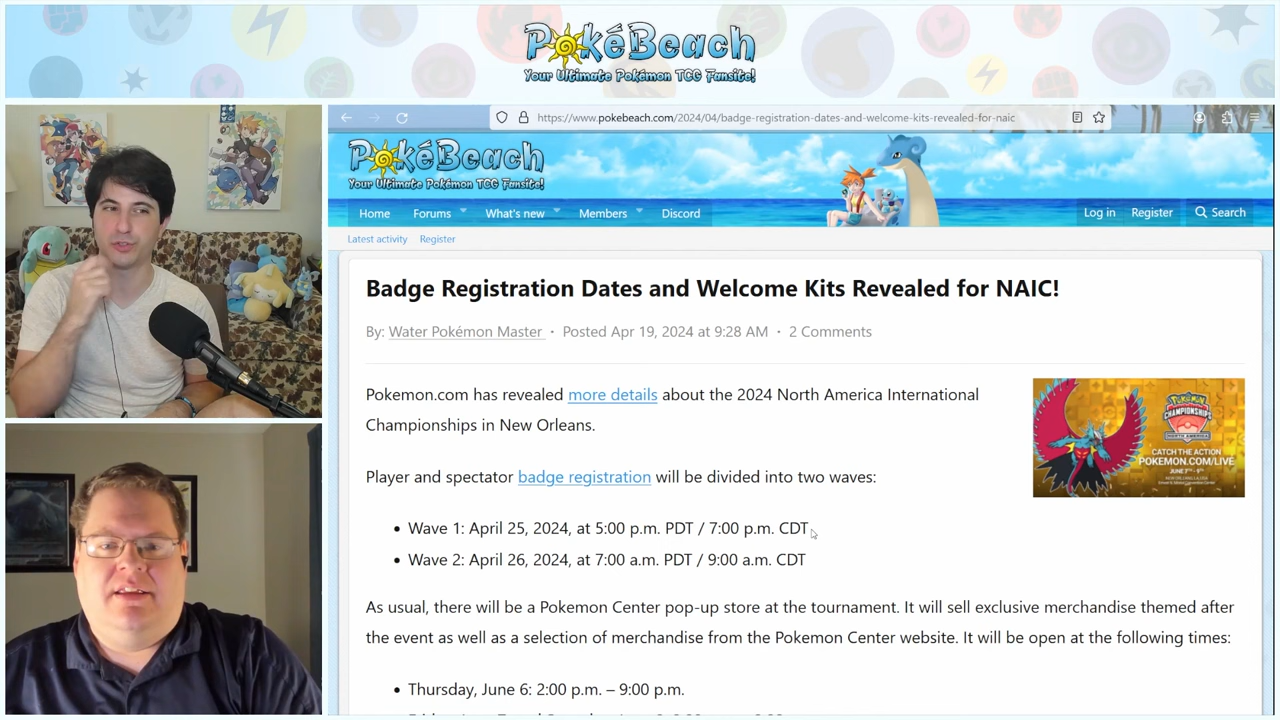 PokéBeach
Your Ultimate Pokémon TCG Fansite!
https://www.pokebeach.com/2024/04/badge-registration-dates-and-welcome-kits-revealed-for-naic
PokéBeach
Your Ultimate Pokémon TCG Fansite!
Home Forums What's new Members Discord Log in Register Search
Latest activity Register
Badge Registration Dates and Welcome Kits Revealed for NAIC!
By: Water Pokémon Master · Posted Apr 19, 2024 at 9:28 AM · 2 Comments
Pokemon.com has revealed more details about the 2024 North America International
Championships in New Orleans.
POKÉMON
CHAMPIONSHIPS
NORTH AMERICA
CATCH THE ACTION
POKEMON.COM/LIVE
JUNE 7TH - 9TH
Player and spectator badge registration will be divided into two waves:
• Wave 1: April 25, 2024, at 5:00 p.m. PDT / 7:00 p.m. CDT
• Wave 2: April 26, 2024, at 7:00 a.m. PDT / 9:00 a.m. CDT
As usual, there will be a Pokemon Center pop-up store at the tournament. It will sell exclusive merchandise themed after
the event as well as a selection of merchandise from the Pokemon Center website. It will be open at the following times:
• Thursday, June 6: 2:00 p.m. – 9:00 p.m.